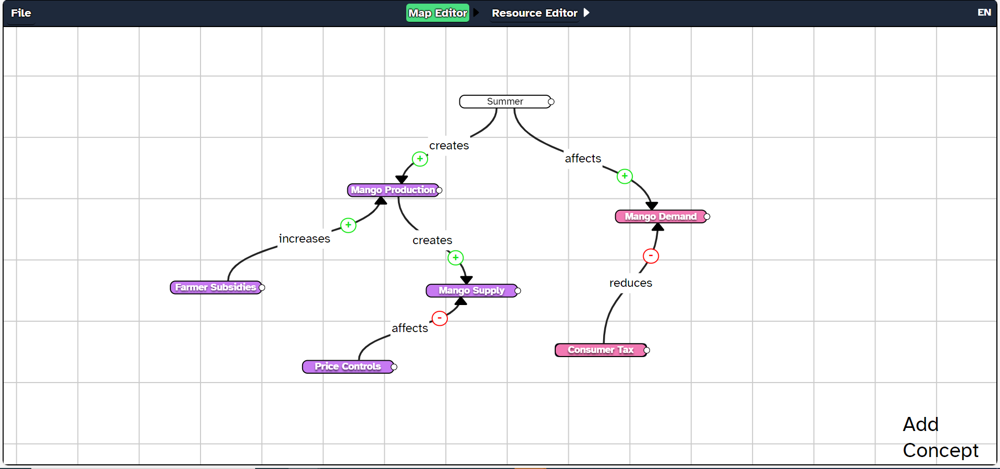 File
Map Editor
Resource Editor
EN
Summer
creates
affects
+
+
Mango Production
Mango Demand
+
increases
creates
+
-
reduces
Farmer Subsidies
Mango Supply
-
affects
Consumer Tax
Price Controls
Add
Concept